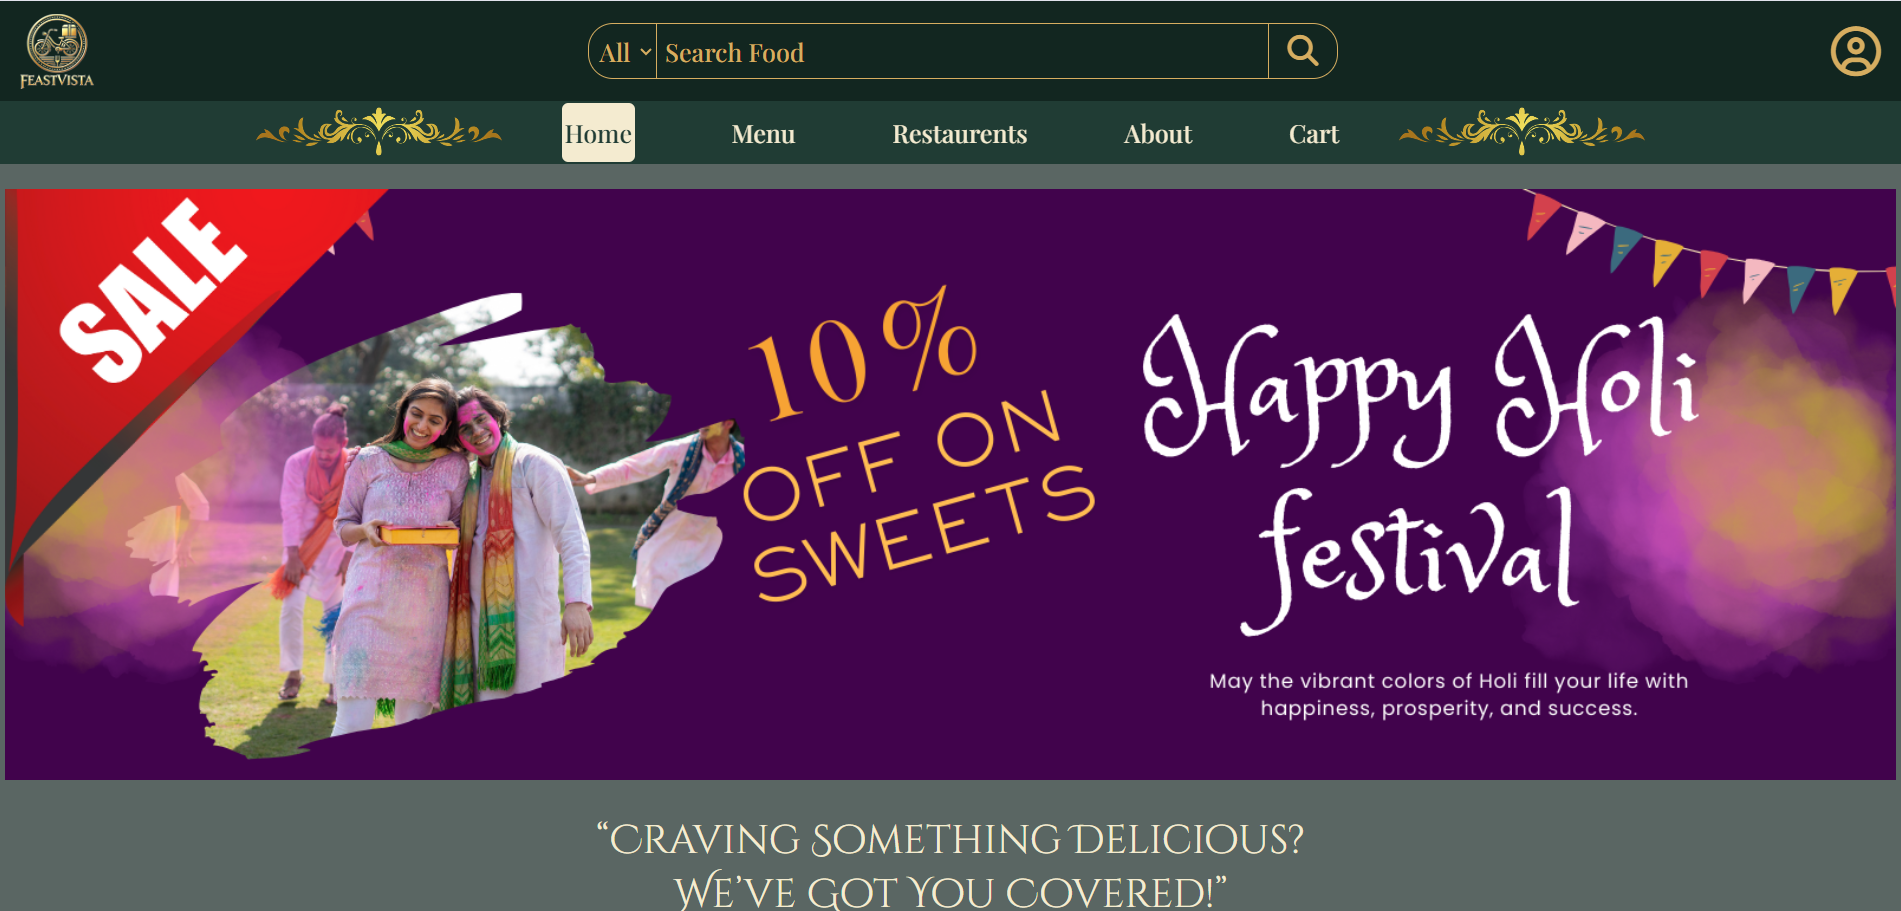 FEASTVISTA
All
Search Food
Home
Menu
Restaurents
About
Cart
SALE
10%
OFF ON
SWEETS
Happy Holi
festival
May the vibrant colors of Holi fill your life with
happiness, prosperity, and success.
“Craving Something Delicious?
We’ve Got You Covered!”